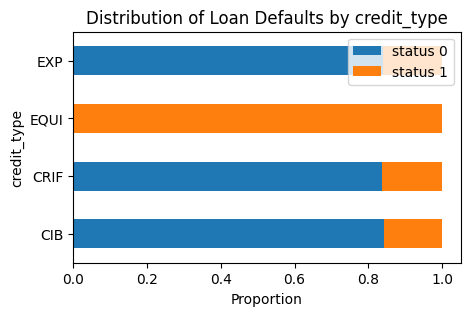 Distribution of Loan Defaults by credit_type
status 0
status 1
EXP
EQUI
CRIF
CIB
credit_type
0.0 0.2 0.4 0.6 0.8 1.0
Proportion